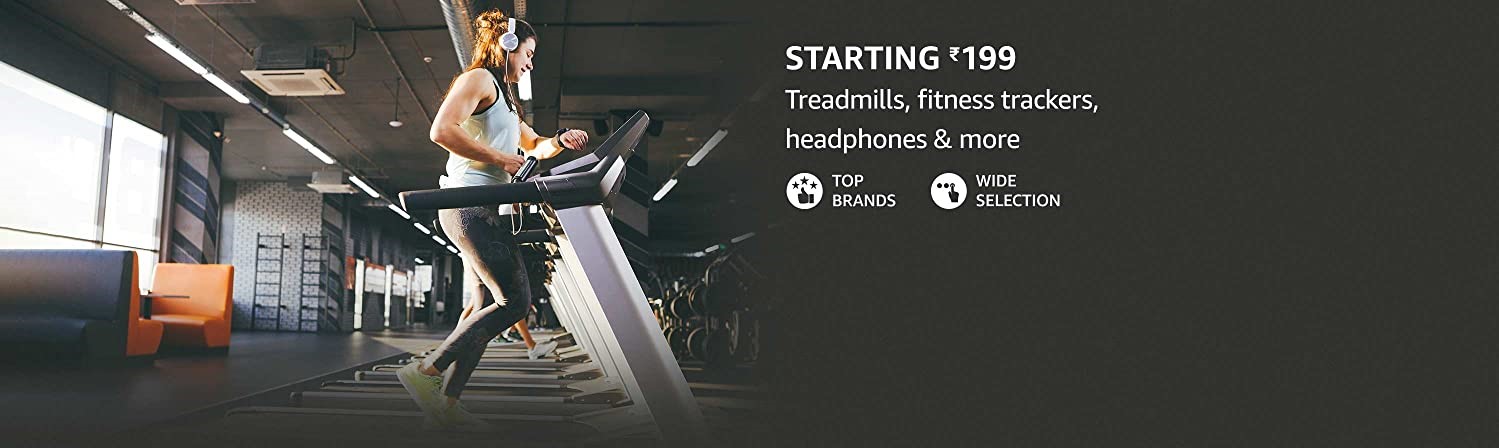 STARTING ₹199
Treadmills, fitness trackers,
headphones & more
TOP
BRANDS
WIDE
SELECTION